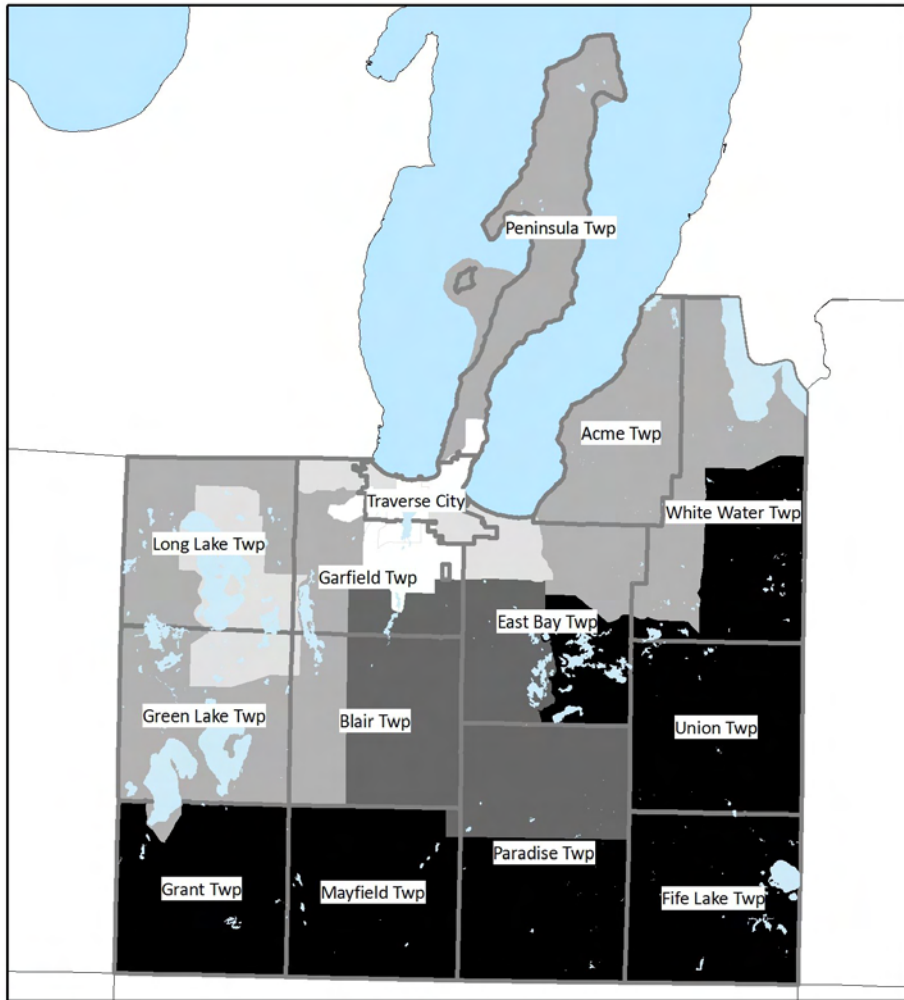 Peninsula Twp
Acme Twp
Traverse City
White Water Twp
Long Lake Twp
Garfield Twp
East Bay Twp
Green Lake Twp
Blair Twp
Union Twp
Paradise Twp
Grant Twp
Mayfield Twp
Fife Lake Twp